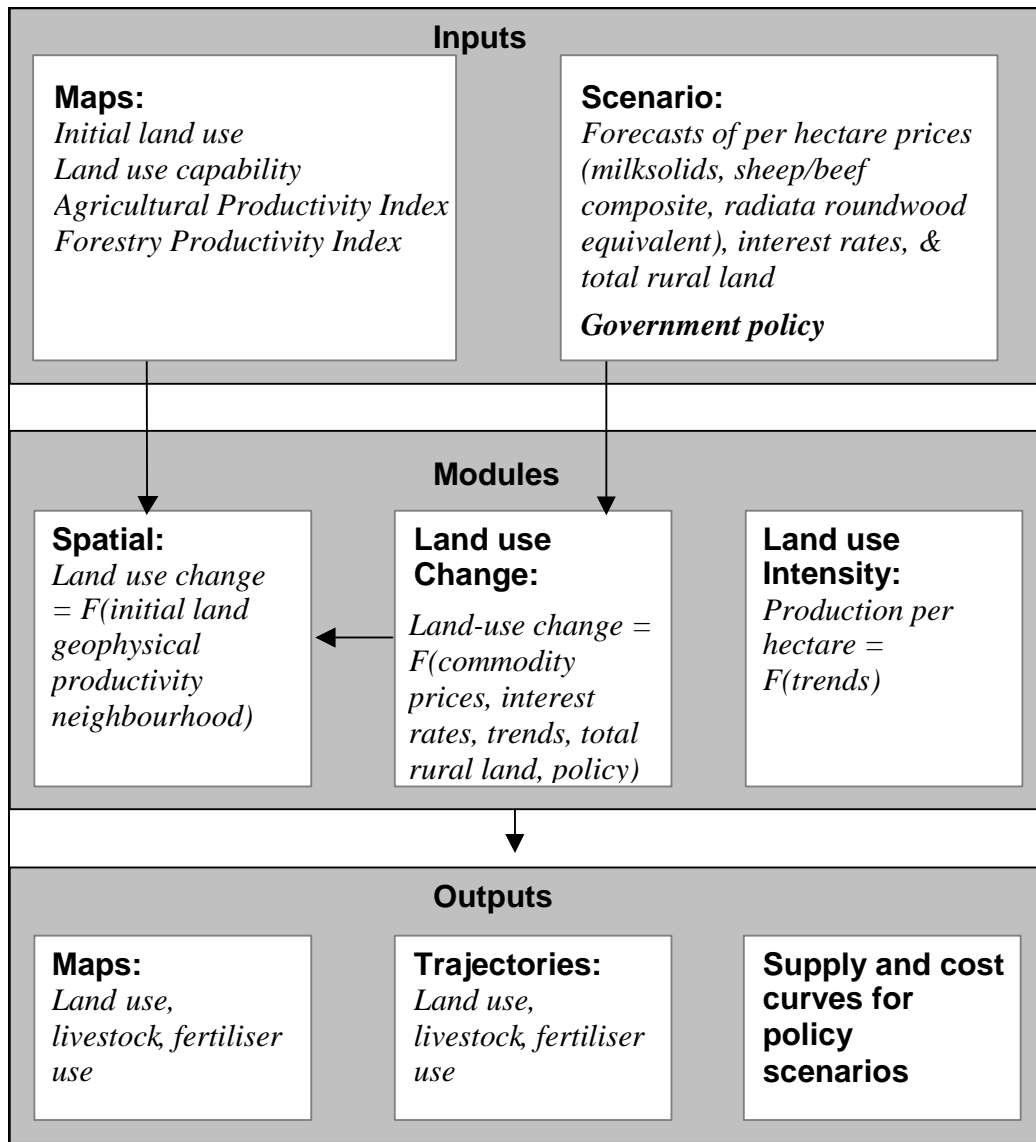 Inputs
Maps:
Initial land use
Land use capability
Agricultural Productivity Index
Forestry Productivity Index
Scenario:
Forecasts of per hectare prices
(milksolids, sheep/beef
composite, radiata roundwood
equivalent), interest rates, &
total rural land
Government policy
Modules
Spatial:
Land use change
= F(initial land
geophysical
productivity
neighbourhood)
Land use
Change:
Land-use change =
F(commodity
prices, interest
rates, trends, total
rural land, policy)
Land use
Intensity:
Production per
hectare =
F(trends)
Outputs
Maps:
Land use,
livestock, fertiliser
use
Trajectories:
Land use,
livestock, fertiliser
use
Supply and cost
curves for
policy
scenarios